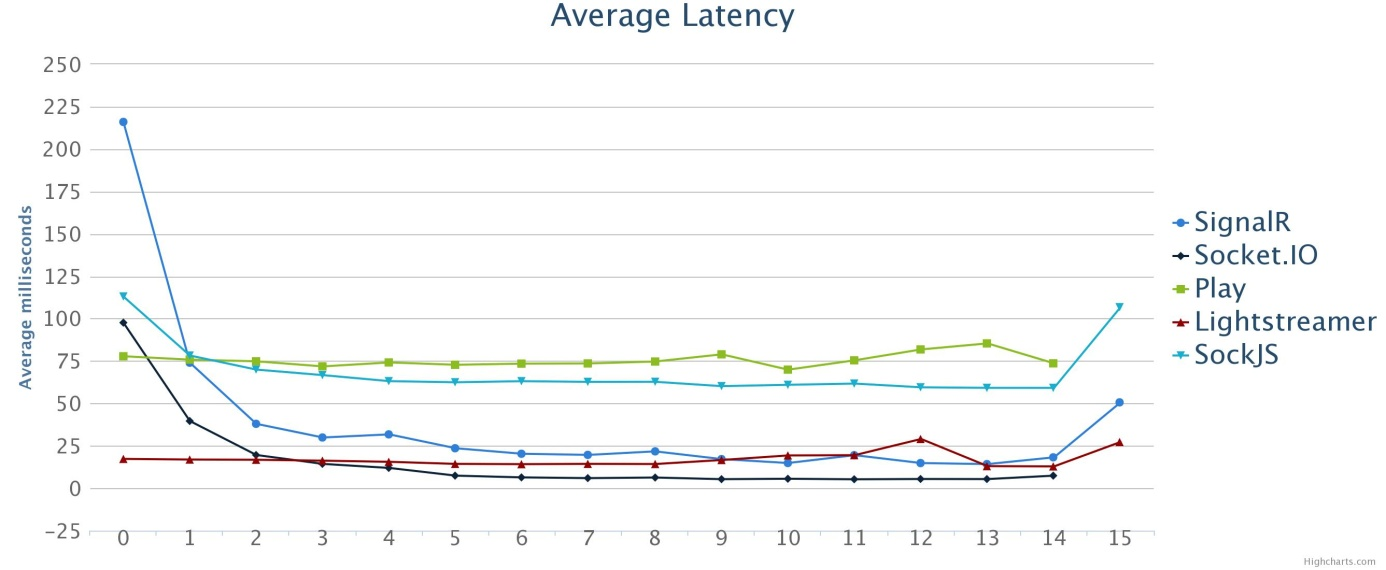 Average Latency
250
225
200
175
150
125
100
75
50
25
0
−25
Average milliseconds
0 1 2 3 4 5 6 7 8 9 10 11 12 13 14 15
SignalR
Socket.IO
Play
Lightstreamer
SockJS
Highcharts.com